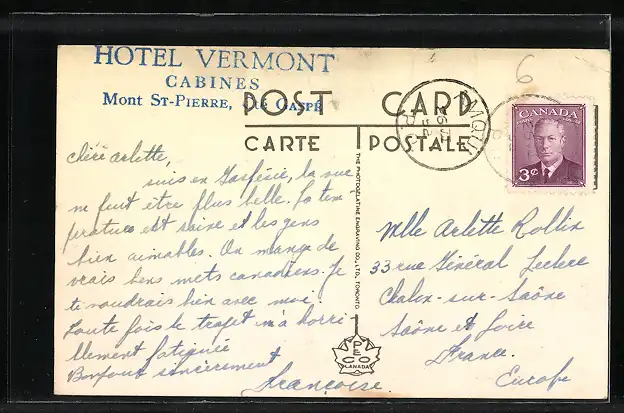 HOTEL VERMONT
CABINES
Mont St-Pierre, GASPÉ
POST CARD
CARTE POSTALE
6
CANADA
3¢
Chère Arlette,
suis en Gaspésie, la vue
ne peut être plus belle. La tem
pérature est saine et les gens
bien aimables. On mange de
vrais bons mets canadiens. Je
te voudrais bien avec moi.
Toute fois le trajet m'a horri
blement fatiguée
Bonjour sincèrement
Françoise.
THE PHOTOGELATINE ENGRAVING CO., LTD. TORONTO
PECO
CANADA
Mlle Arlette Rollin
33 rue Général Leclerc
Chalon-sur-Saône
Saône et Loire
France.
Europe